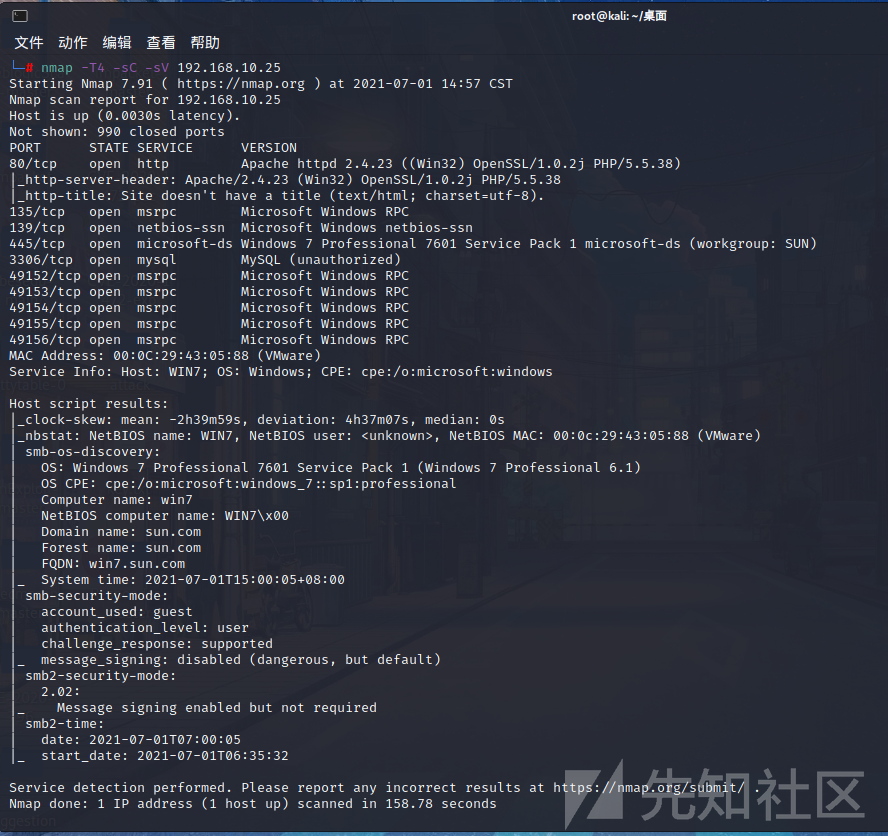 root@kali: ~/桌面
文件 动作 编辑 查看 帮助
└─# nmap -T4 -sC -sV 192.168.10.25
Starting Nmap 7.91 ( https://nmap.org ) at 2021-07-01 14:57 CST
Nmap scan report for 192.168.10.25
Host is up (0.0030s latency).
Not shown: 990 closed ports
PORT      STATE SERVICE      VERSION
80/tcp    open  http         Apache httpd 2.4.23 ((Win32) OpenSSL/1.0.2j PHP/5.5.38)
|_http-server-header: Apache/2.4.23 (Win32) OpenSSL/1.0.2j PHP/5.5.38
|_http-title: Site doesn't have a title (text/html; charset=utf-8).
135/tcp   open  msrpc        Microsoft Windows RPC
139/tcp   open  netbios-ssn  Microsoft Windows netbios-ssn
445/tcp   open  microsoft-ds Windows 7 Professional 7601 Service Pack 1 microsoft-ds (workgroup: SUN)
3306/tcp  open  mysql        MySQL (unauthorized)
49152/tcp open  msrpc        Microsoft Windows RPC
49153/tcp open  msrpc        Microsoft Windows RPC
49154/tcp open  msrpc        Microsoft Windows RPC
49155/tcp open  msrpc        Microsoft Windows RPC
49156/tcp open  msrpc        Microsoft Windows RPC
MAC Address: 00:0C:29:43:05:88 (VMware)
Service Info: Host: WIN7; OS: Windows; CPE: cpe:/o:microsoft:windows
Host script results:
|_clock-skew: mean: -2h39m59s, deviation: 4h37m07s, median: 0s
|_nbstat: NetBIOS name: WIN7, NetBIOS user: <unknown>, NetBIOS MAC: 00:0c:29:43:05:88 (VMware)
| smb-os-discovery:
|   OS: Windows 7 Professional 7601 Service Pack 1 (Windows 7 Professional 6.1)
|   OS CPE: cpe:/o:microsoft:windows_7::sp1:professional
|   Computer name: win7
|   NetBIOS computer name: WIN7\x00
|   Domain name: sun.com
|   Forest name: sun.com
|   FQDN: win7.sun.com
|_  System time: 2021-07-01T15:00:05+08:00
| smb-security-mode:
|   account_used: guest
|   authentication_level: user
|   challenge_response: supported
|_  message_signing: disabled (dangerous, but default)
| smb2-security-mode:
|   2.02:
|_    Message signing enabled but not required
| smb2-time:
|   date: 2021-07-01T07:00:05
|_  start_date: 2021-07-01T06:35:32
Service detection performed. Please report any incorrect results at https://nmap.org/submit/ .
Nmap done: 1 IP address (1 host up) scanned in 158.78 seconds
先知社区